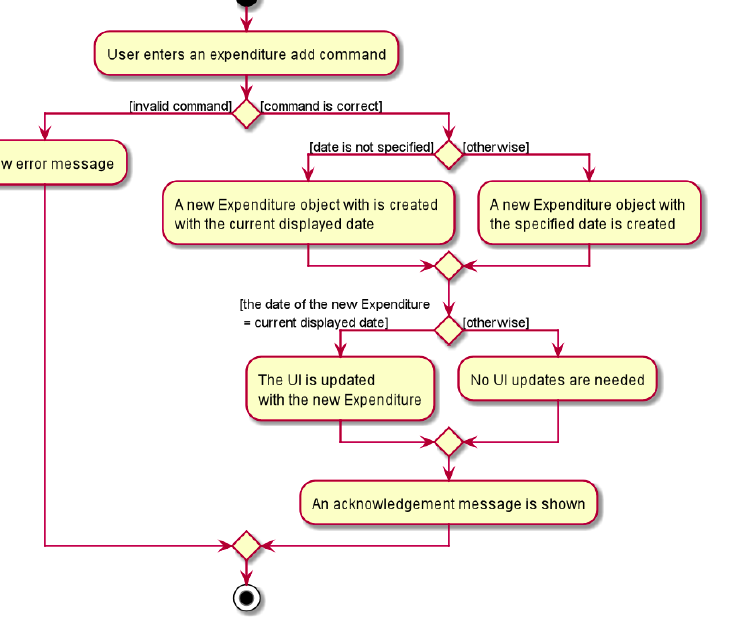 User enters an expenditure add command
[invalid command]
[command is correct]
w error message
[date is not specified]
[otherwise]
A new Expenditure object with is created
with the current displayed date
A new Expenditure object with
the specified date is created
[the date of the new Expenditure
= current displayed date]
[otherwise]
The UI is updated
with the new Expenditure
No UI updates are needed
An acknowledgement message is shown